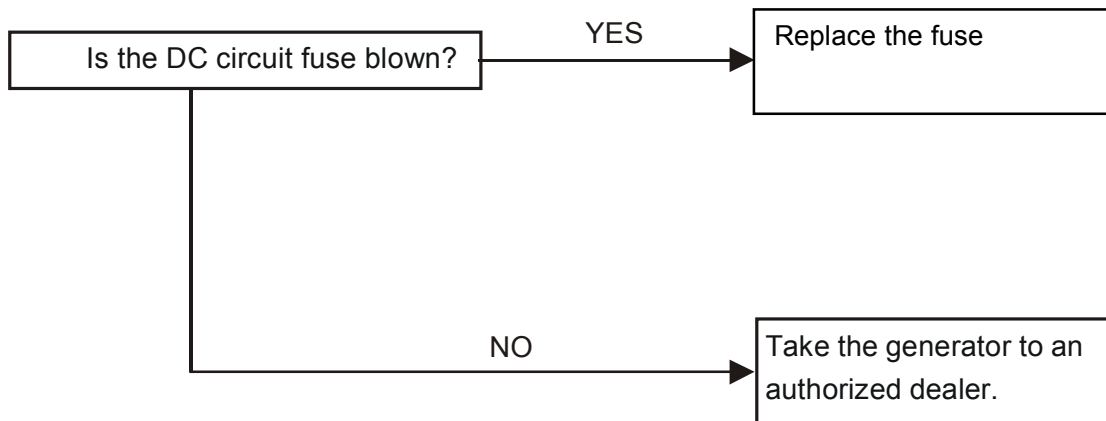 Is the DC circuit fuse blown?
YES
Replace the fuse
NO
Take the generator to an
authorized dealer.